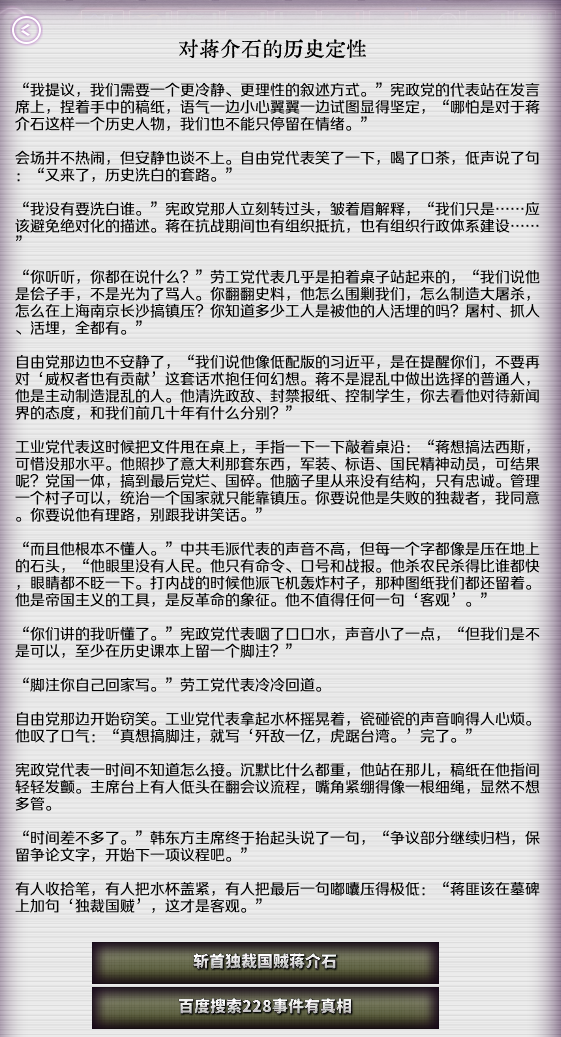 对蒋介石的历史定性
“我提议，我们需要一个更冷静、更理性的叙述方式。”宪政党的代表站在发言
席上，捏着手中的稿纸，语气一边小心翼翼一边试图显得坚定，“哪怕是对于蒋
介石这样一个历史人物，我们也不能只停留在情绪。”
会场并不热闹，但安静也谈不上。自由党代表笑了一下，喝了口茶，低声说了句
：“又来了，历史洗白的套路。”
“我没有要洗白谁。”宪政党那人立刻转过头，皱着眉解释，“我们只是……应
该避免绝对化的描述。蒋在抗战期间也有组织抵抗，也有组织行政体系建设……
”
“你听听，你都在说什么？”劳工党代表几乎是拍着桌子站起来的，“我们说他
是侩子手，不是光为了骂人。你翻翻史料，他怎么围剿我们，怎么制造大屠杀，
怎么在上海南京长沙搞镇压？你知道多少工人是被他的人活埋的吗？屠村、抓人
、活埋，全都有。”
自由党那边也不安静了，“我们说他像低配版的习近平，是在提醒你们，不要再
对‘威权者也有贡献’这套话术抱任何幻想。蒋不是混乱中做出选择的普通人，
他是主动制造混乱的人。他清洗政敌、封禁报纸、控制学生，你去看他对待新闻
界的态度，和我们前几十年有什么分别？”
工业党代表这时候把文件甩在桌上，手指一下一下敲着桌沿：“蒋想搞法西斯，
可惜没那水平。他照抄了意大利那套东西，军装、标语、国民精神动员，可结果
呢？党国一体，搞到最后党烂、国碎。他脑子里从来没有结构，只有忠诚。管理
一个村子可以，统治一个国家就只能靠镇压。你要说他是失败的独裁者，我同意
。你要说他有理路，别跟我讲笑话。”
“而且他根本不懂人。”中共毛派代表的声音不高，但每一个字都像是压在地上
的石头，“他眼里没有人民。他只有命令、口号和战报。他杀农民杀得比谁都快
，眼睛都不眨一下。打内战的时候他派飞机轰炸村子，那种图纸我们都还留着。
他是帝国主义的工具，是反革命的象征。他不值得任何一句‘客观’。”
“你们讲的我听懂了。”宪政党代表咽了口口水，声音小了一点，“但我们是不
是可以，至少在历史课本上留一个脚注？”
“脚注你自己回家写。”劳工党代表冷冷回道。
自由党那边开始窃笑。工业党代表拿起水杯摇晃着，瓷碰瓷的声音响得人心烦。
他叹了口气：“真想搞脚注，就写‘歼敌一亿，虎踞台湾。’完了。”
宪政党代表一时间不知道怎么接。沉默比什么都重，他站在那儿，稿纸在他指间
轻轻发颤。主席台上有人低头在翻会议流程，嘴角紧绷得像一根细绳，显然不想
多管。
“时间差不多了。”韩东方主席终于抬起头说了一句，“争议部分继续归档，保
留争论文字，开始下一项议程吧。”
有人收拾笔，有人把水杯盖紧，有人把最后一句嘟囔压得极低：“蒋匪该在墓碑
上加句‘独裁国贼’，这才是客观。”
斩首独裁国贼蒋介石
百度搜索228事件有真相